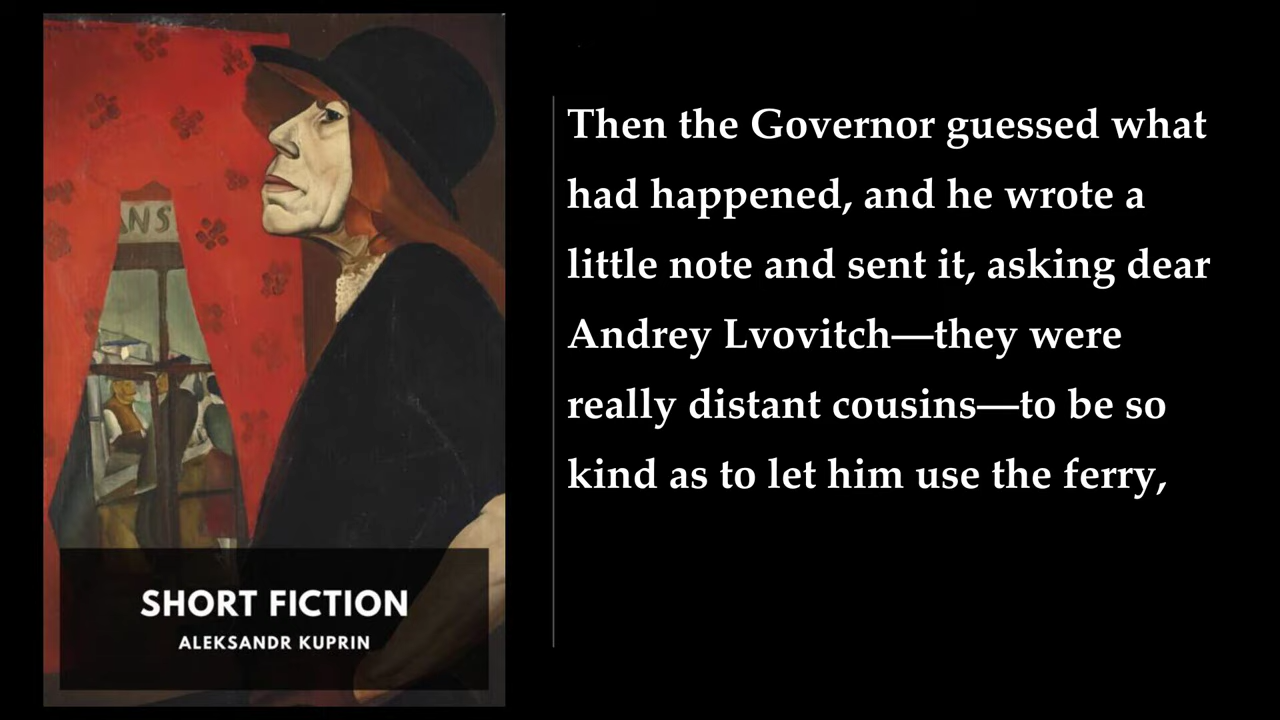 ANS
SHORT FICTION
ALEKSANDR KUPRIN
Then the Governor guessed what
had happened, and he wrote a
little note and sent it, asking dear
Andrey Lvovitch—they were
really distant cousins—to be so
kind as to let him use the ferry,